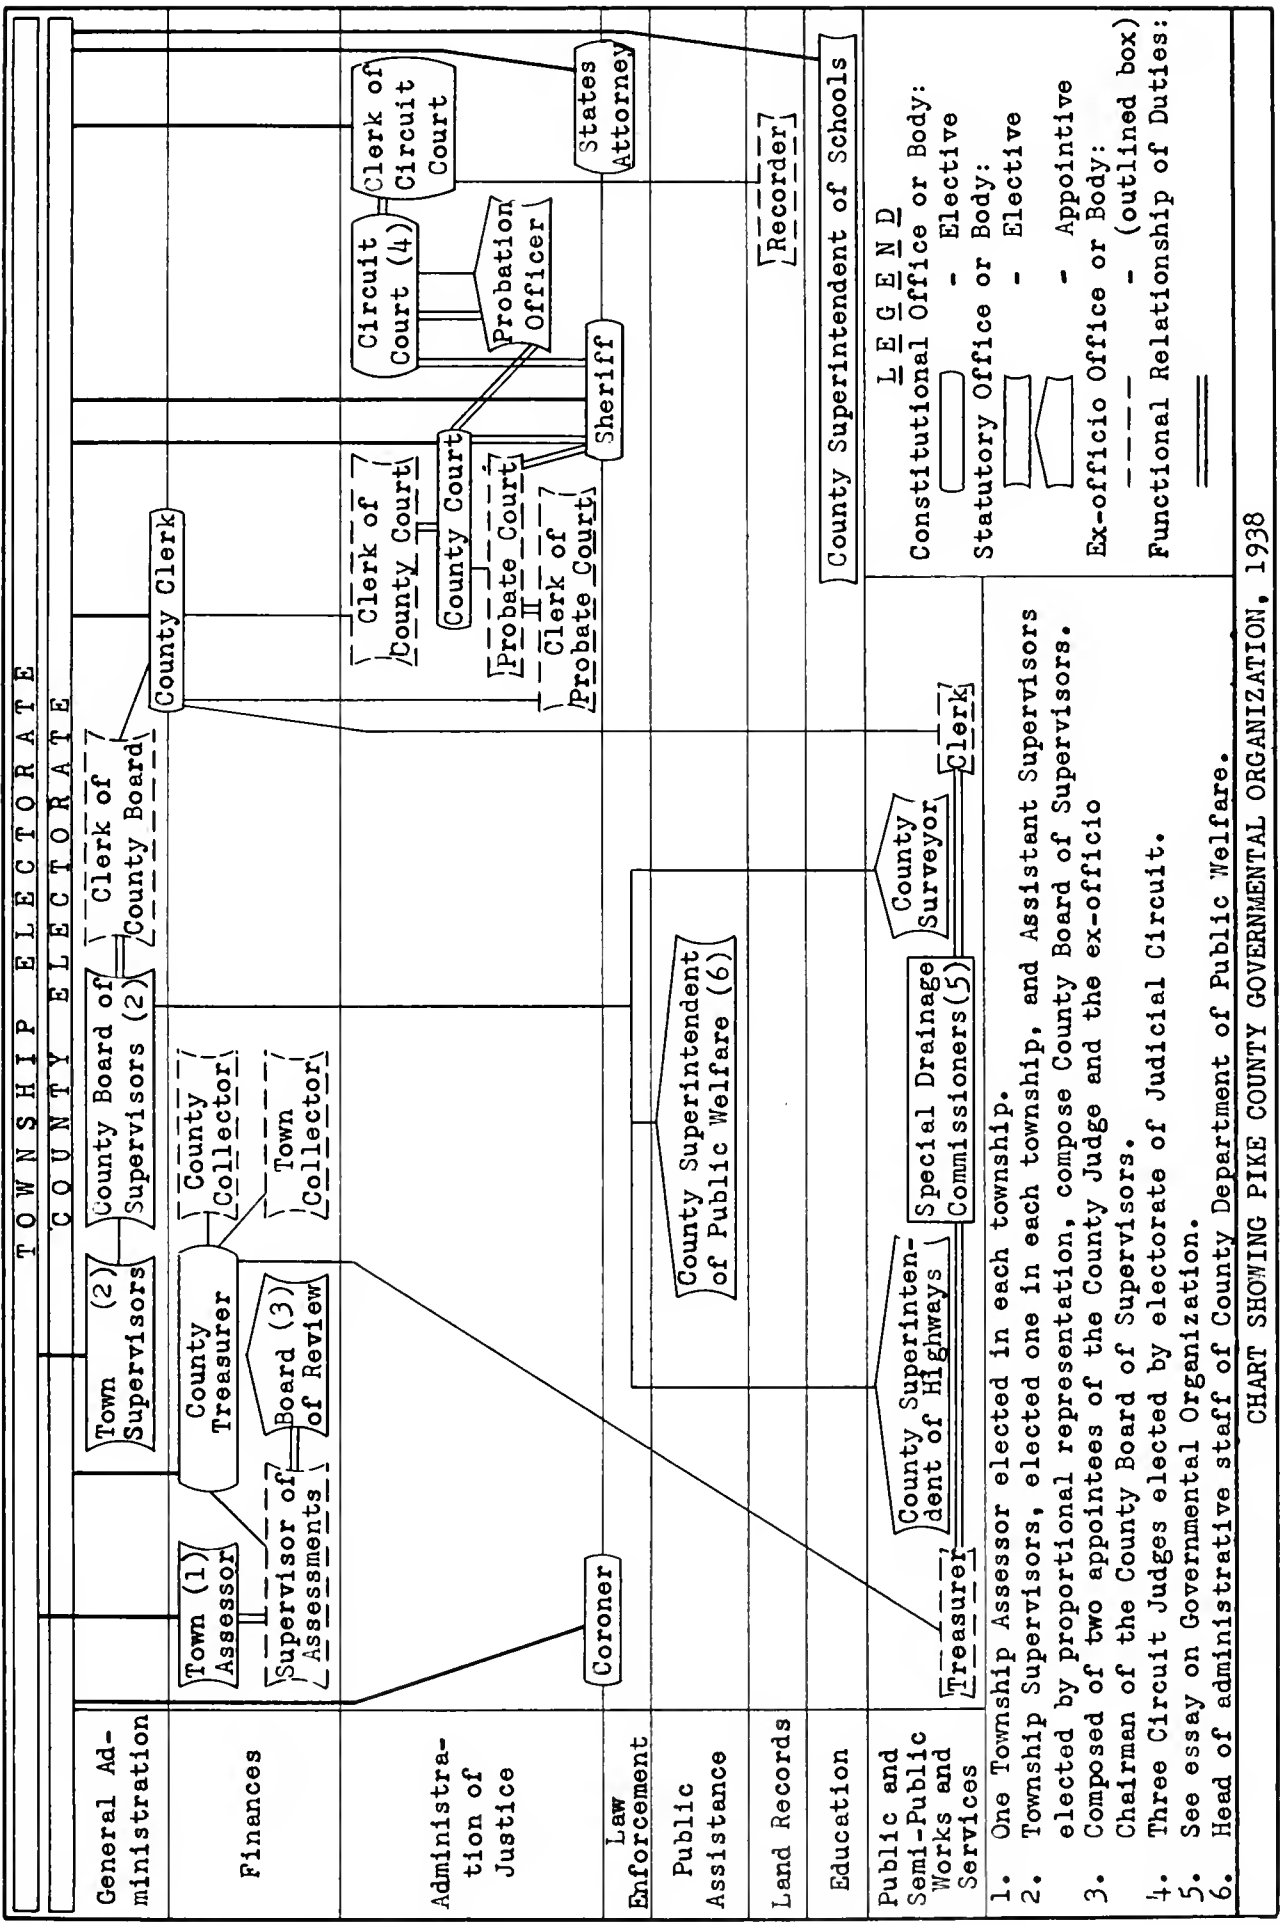 TOWNSHIP ELECTORATE
COUNTY ELECTORATE
General Ad-
ministration
Town (2)
Supervisors
County Board of
Supervisors (2)
Clerk of
County Board
County Clerk
Finances
Town (1)
Assessor
County
Treasurer
County
Collector
Supervisor of
Assessments
Board (3)
of Review
Town
Collector
Administra-
tion of
Justice
Clerk of
County Court
County Court
Probate Court
Clerk of
Probate Court
Circuit
Court (4)
Probation
Officer
Clerk of
Circuit
Court
Law
Enforcement
Coroner
Sheriff
States
Attorney
Public
Assistance
County Superintendent
of Public Welfare (6)
Land Records
Recorder
Education
County Superintendent of Schools
Public and
Semi-Public
Works and
Services
Treasurer
County Superinten-
dent of Highways
Special Drainage
Commissioners(5)
County
Surveyor
Clerk
LEGEND
Constitutional Office or Body:
- Elective
Statutory Office or Body:
- Elective
- Appointive
Ex-officio Office or Body:
- (outlined box)
Functional Relationship of Duties:
1. One Township Assessor elected in each township.
2. Township Supervisors, elected one in each township, and Assistant Supervisors
elected by proportional representation, compose County Board of Supervisors.
3. Composed of two appointees of the County Judge and the ex-officio
Chairman of the County Board of Supervisors.
4. Three Circuit Judges elected by electorate of Judicial Circuit.
5. See essay on Governmental Organization.
6. Head of administrative staff of County Department of Public Welfare.
CHART SHOWING PIKE COUNTY GOVERNMENTAL ORGANIZATION, 1938